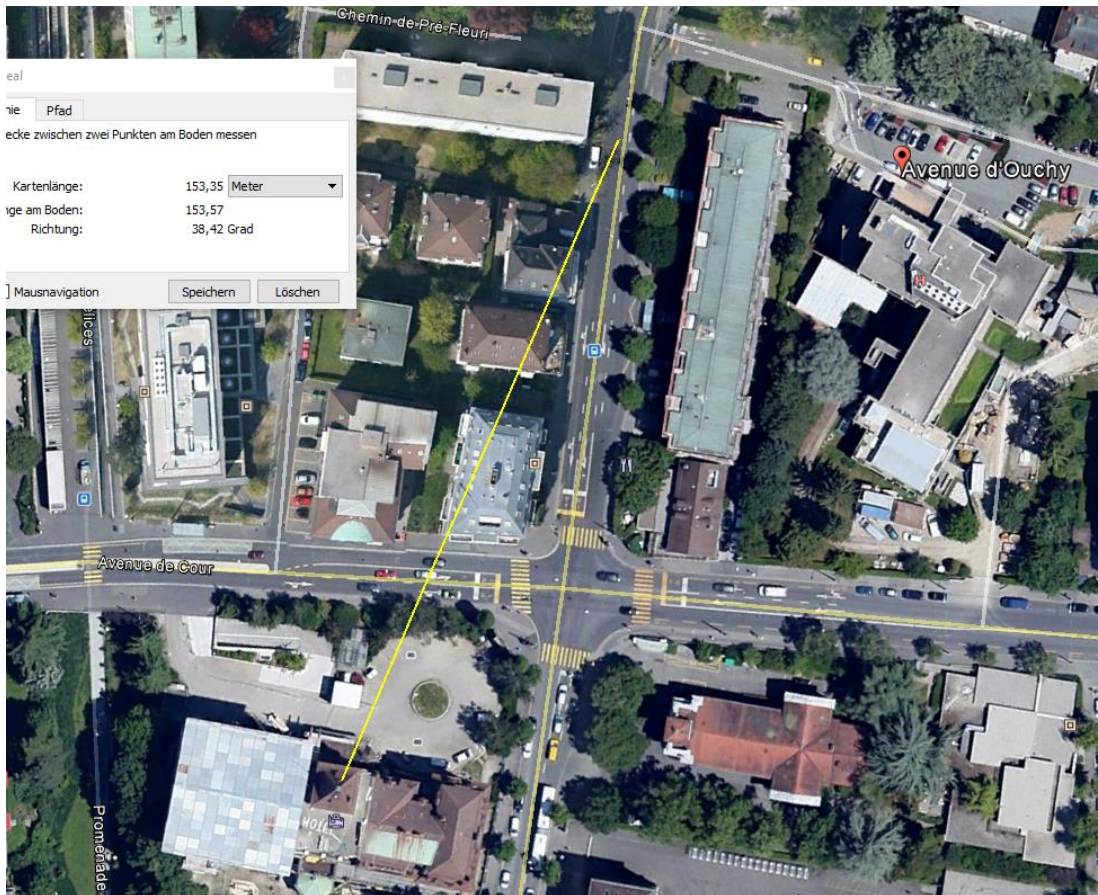 Chemin de Pré-Fleuri
eal
nie Pfad
ecke zwischen zwei Punkten am Boden messen
Kartenlänge: 153,35 Meter
nge am Boden: 153,57
Richtung: 38,42 Grad
Mausnavigation Speichern Löschen
Avenue d'Ouchy
H
elices
Avenue de Cour
Promenade